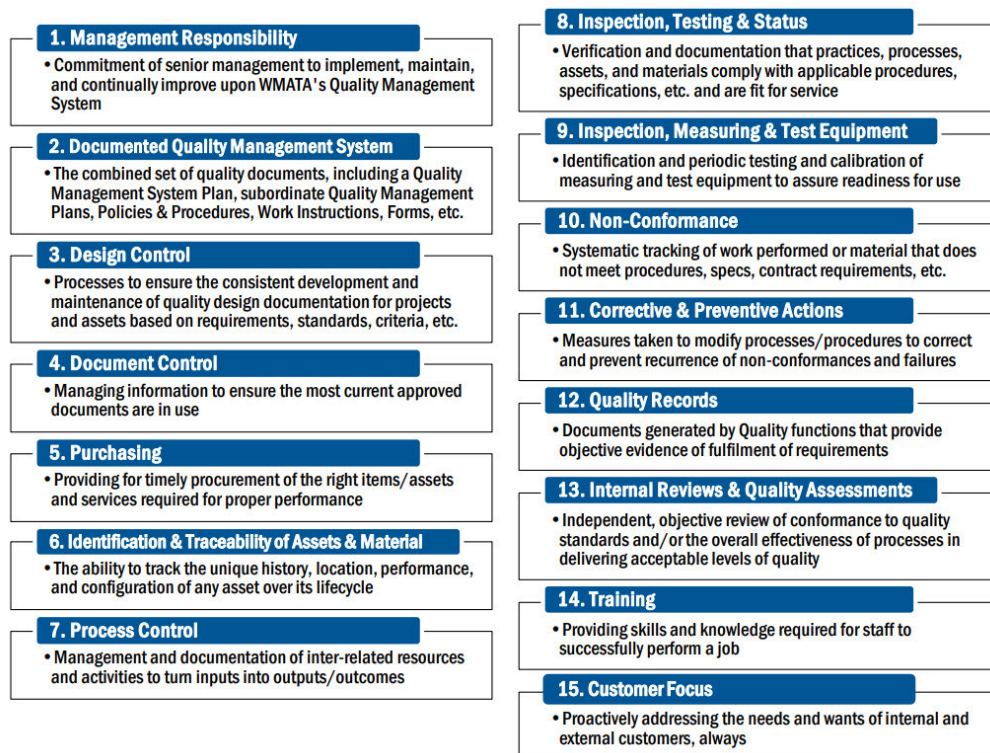 1. Management Responsibility
• Commitment of senior management to implement, maintain,
and continually improve upon WMATA's Quality Management
System
2. Documented Quality Management System
• The combined set of quality documents, including a Quality
Management System Plan, subordinate Quality Management
Plans, Policies & Procedures, Work Instructions, Forms, etc.
3. Design Control
• Processes to ensure the consistent development and
maintenance of quality design documentation for projects
and assets based on requirements, standards, criteria, etc.
4. Document Control
• Managing information to ensure the most current approved
documents are in use
5. Purchasing
• Providing for timely procurement of the right items/assets
and services required for proper performance
6. Identification & Traceability of Assets & Material
• The ability to track the unique history, location, performance,
and configuration of any asset over its lifecycle
7. Process Control
• Management and documentation of inter-related resources
and activities to turn inputs into outputs/outcomes
8. Inspection, Testing & Status
• Verification and documentation that practices, processes,
assets, and materials comply with applicable procedures,
specifications, etc. and are fit for service
9. Inspection, Measuring & Test Equipment
• Identification and periodic testing and calibration of
measuring and test equipment to assure readiness for use
10. Non-Conformance
• Systematic tracking of work performed or material that does
not meet procedures, specs, contract requirements, etc.
11. Corrective & Preventive Actions
• Measures taken to modify processes/procedures to correct
and prevent recurrence of non-conformances and failures
12. Quality Records
• Documents generated by Quality functions that provide
objective evidence of fulfilment of requirements
13. Internal Reviews & Quality Assessments
• Independent, objective review of conformance to quality
standards and/or the overall effectiveness of processes in
delivering acceptable levels of quality
14. Training
• Providing skills and knowledge required for staff to
successfully perform a job
15. Customer Focus
• Proactively addressing the needs and wants of internal and
external customers, always